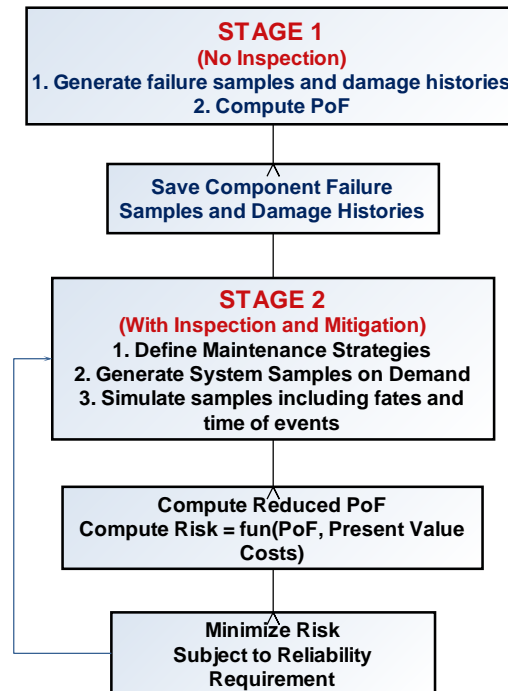 STAGE 1
(No Inspection)
1. Generate failure samples and damage histories
2. Compute PoF
Save Component Failure
Samples and Damage Histories
STAGE 2
(With Inspection and Mitigation)
1. Define Maintenance Strategies
2. Generate System Samples on Demand
3. Simulate samples including fates and
time of events
Compute Reduced PoF
Compute Risk = fun(PoF, Present Value
Costs)
Minimize Risk
Subject to Reliability
Requirement